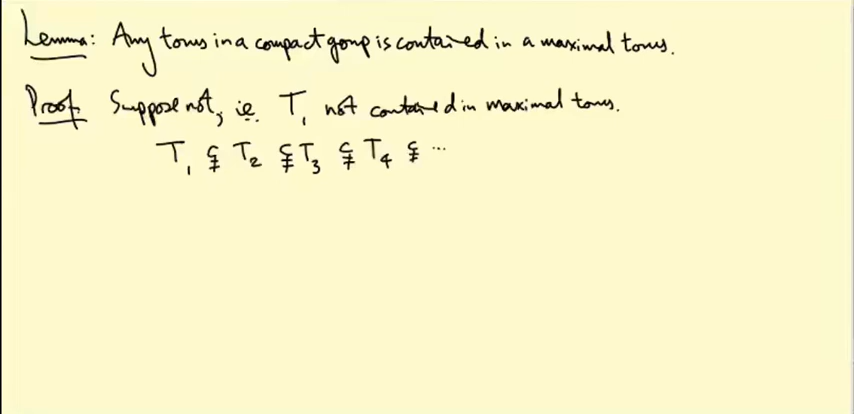 Lemma: Any torus in a compact group is contained in a maximal torus.
Proof. Suppose not, i.e. T₁ not contained in maximal torus.
T₁ ⊊ T₂ ⊊ T₃ ⊊ T₄ ⊊ ...